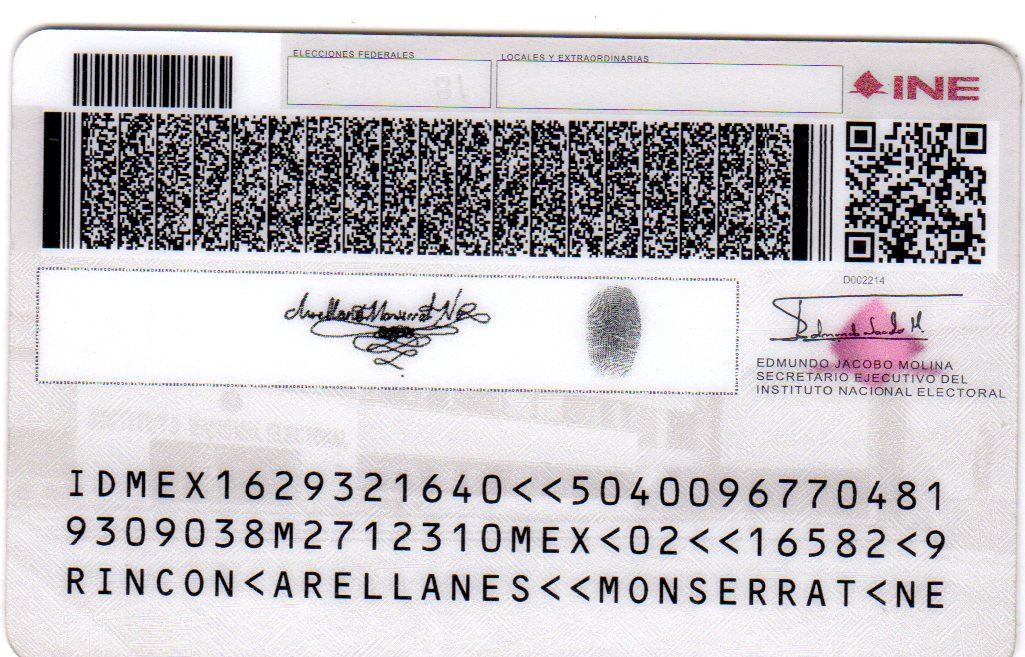 ELECCIONES FEDERALES
LOCALES Y EXTRAORDINARIAS
INE
D002214
EDMUNDO JACOBO MOLINA
SECRETARIO EJECUTIVO DEL
INSTITUTO NACIONAL ELECTORAL
IDMEX1629321640<<5040096770481
9309038M2712310MEX<02<<16582<9
RINCON<ARELLANES<<MONSERRAT<NE